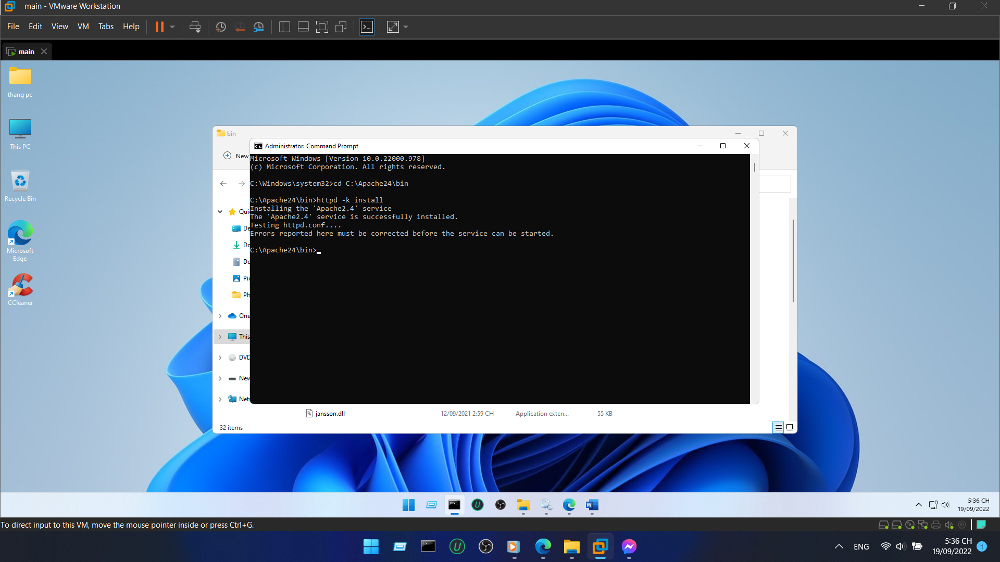 main - VMware Workstation
File Edit View VM Tabs Help
main
thang pc
This PC
Recycle Bin
Microsoft
Edge
CCleaner
bin
New
Administrator: Command Prompt
Microsoft Windows [Version 10.0.22000.978]
(c) Microsoft Corporation. All rights reserved.
C:\Windows\system32>cd C:\Apache24\bin
C:\Apache24\bin>httpd -k install
Installing the 'Apache2.4' service
The 'Apache2.4' service is successfully installed.
Testing httpd.conf....
Errors reported here must be corrected before the service can be started.
C:\Apache24\bin>
Qui
De
Do
Do
Pic
Ph
One
This
DVD
New
Net
jansson.dll 12/09/2021 2:59 CH Application exten... 55 KB
32 items
5:36 CH
19/09/2022
To direct input to this VM, move the mouse pointer inside or press Ctrl+G.
ENG
5:36 CH
19/09/2022
1